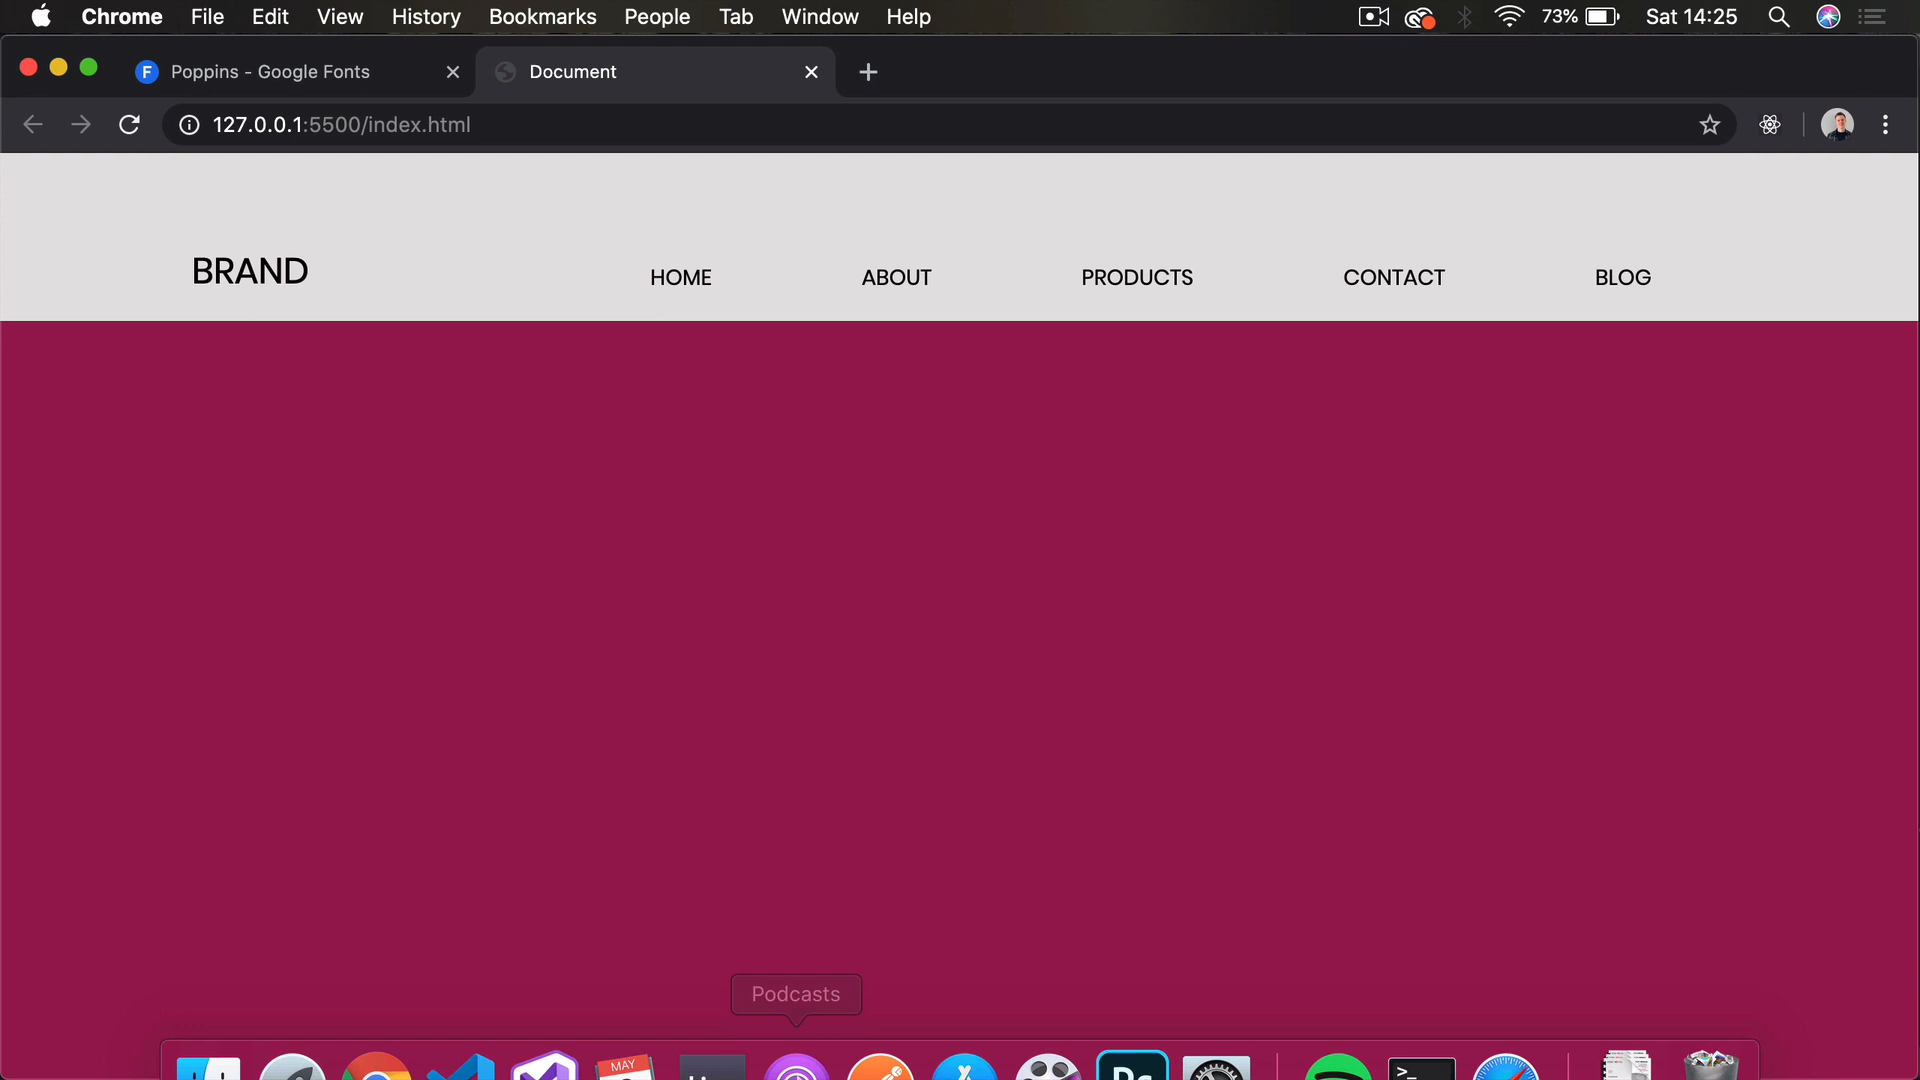 Chrome File Edit View History Bookmarks People Tab Window Help 73% Sat 14:25
F Poppins - Google Fonts Document
127.0.0.1:5500/index.html
BRAND HOME ABOUT PRODUCTS CONTACT BLOG
Podcasts
MAY
>_